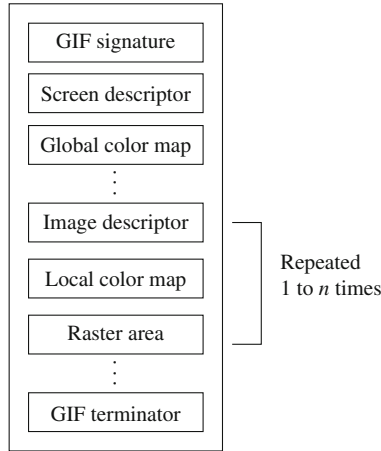 GIF signature
Screen descriptor
Global color map
Image descriptor
Local color map
Raster area
GIF terminator
Repeated
1 to n times